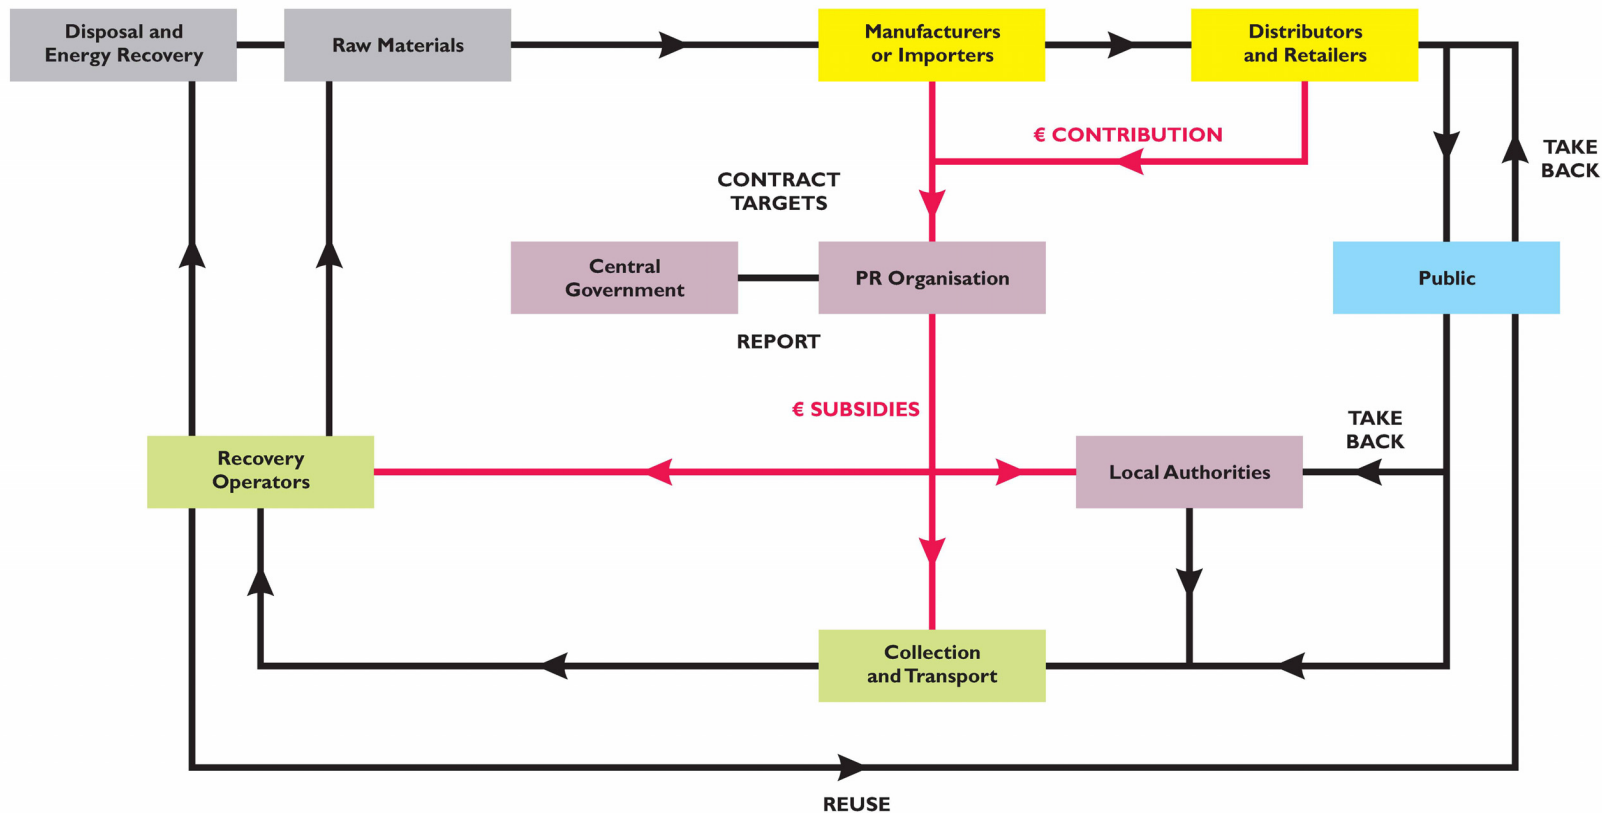 Disposal and
Energy Recovery
Raw Materials
Manufacturers
or Importers
Distributors
and Retailers
€ CONTRIBUTION
TAKE
BACK
CONTRACT
TARGETS
Central
Government
PR Organisation
Public
REPORT
€ SUBSIDIES
TAKE
BACK
Recovery
Operators
Local Authorities
Collection
and Transport
REUSE